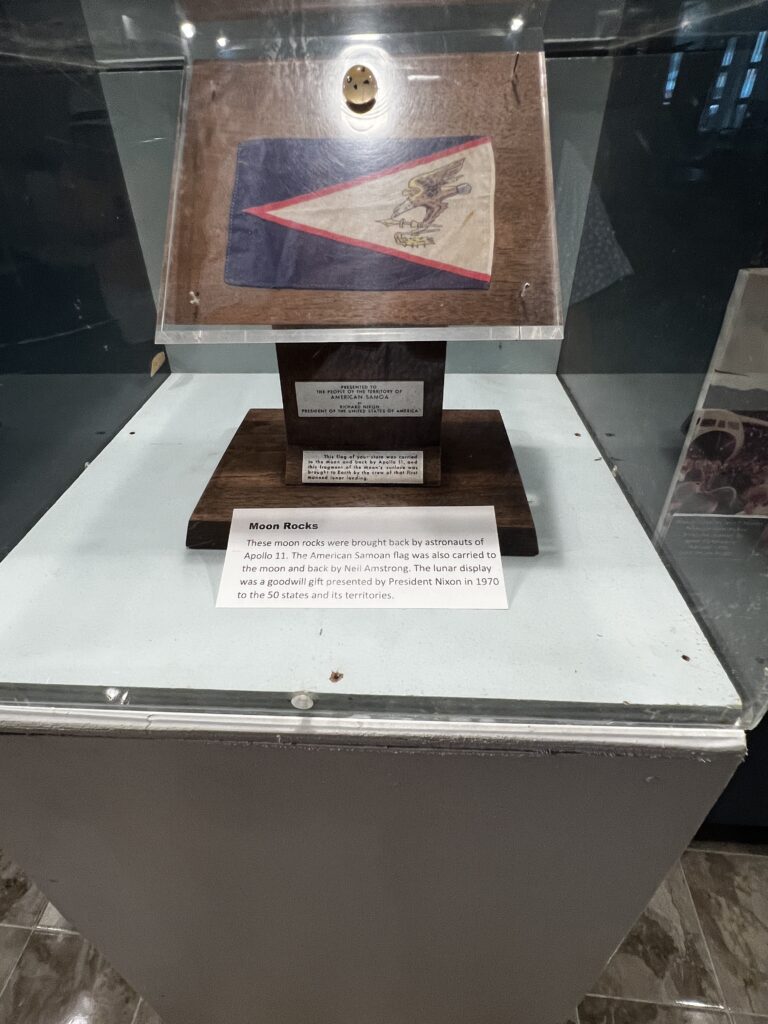 PRESENTED TO
THE PEOPLE OF THE TERRITORY OF
AMERICAN SAMOA
BY
RICHARD NIXON
PRESIDENT OF THE UNITED STATES OF AMERICA
This flag of your state was carried
to the Moon and back by Apollo 11, and
this fragment of the Moon's surface was
brought to Earth by the crew of that first
manned lunar landing.
Moon Rocks
These moon rocks were brought back by astronauts of
Apollo 11. The American Samoan flag was also carried to
the moon and back by Neil Amstrong. The lunar display
was a goodwill gift presented by President Nixon in 1970
to the 50 states and its territories.